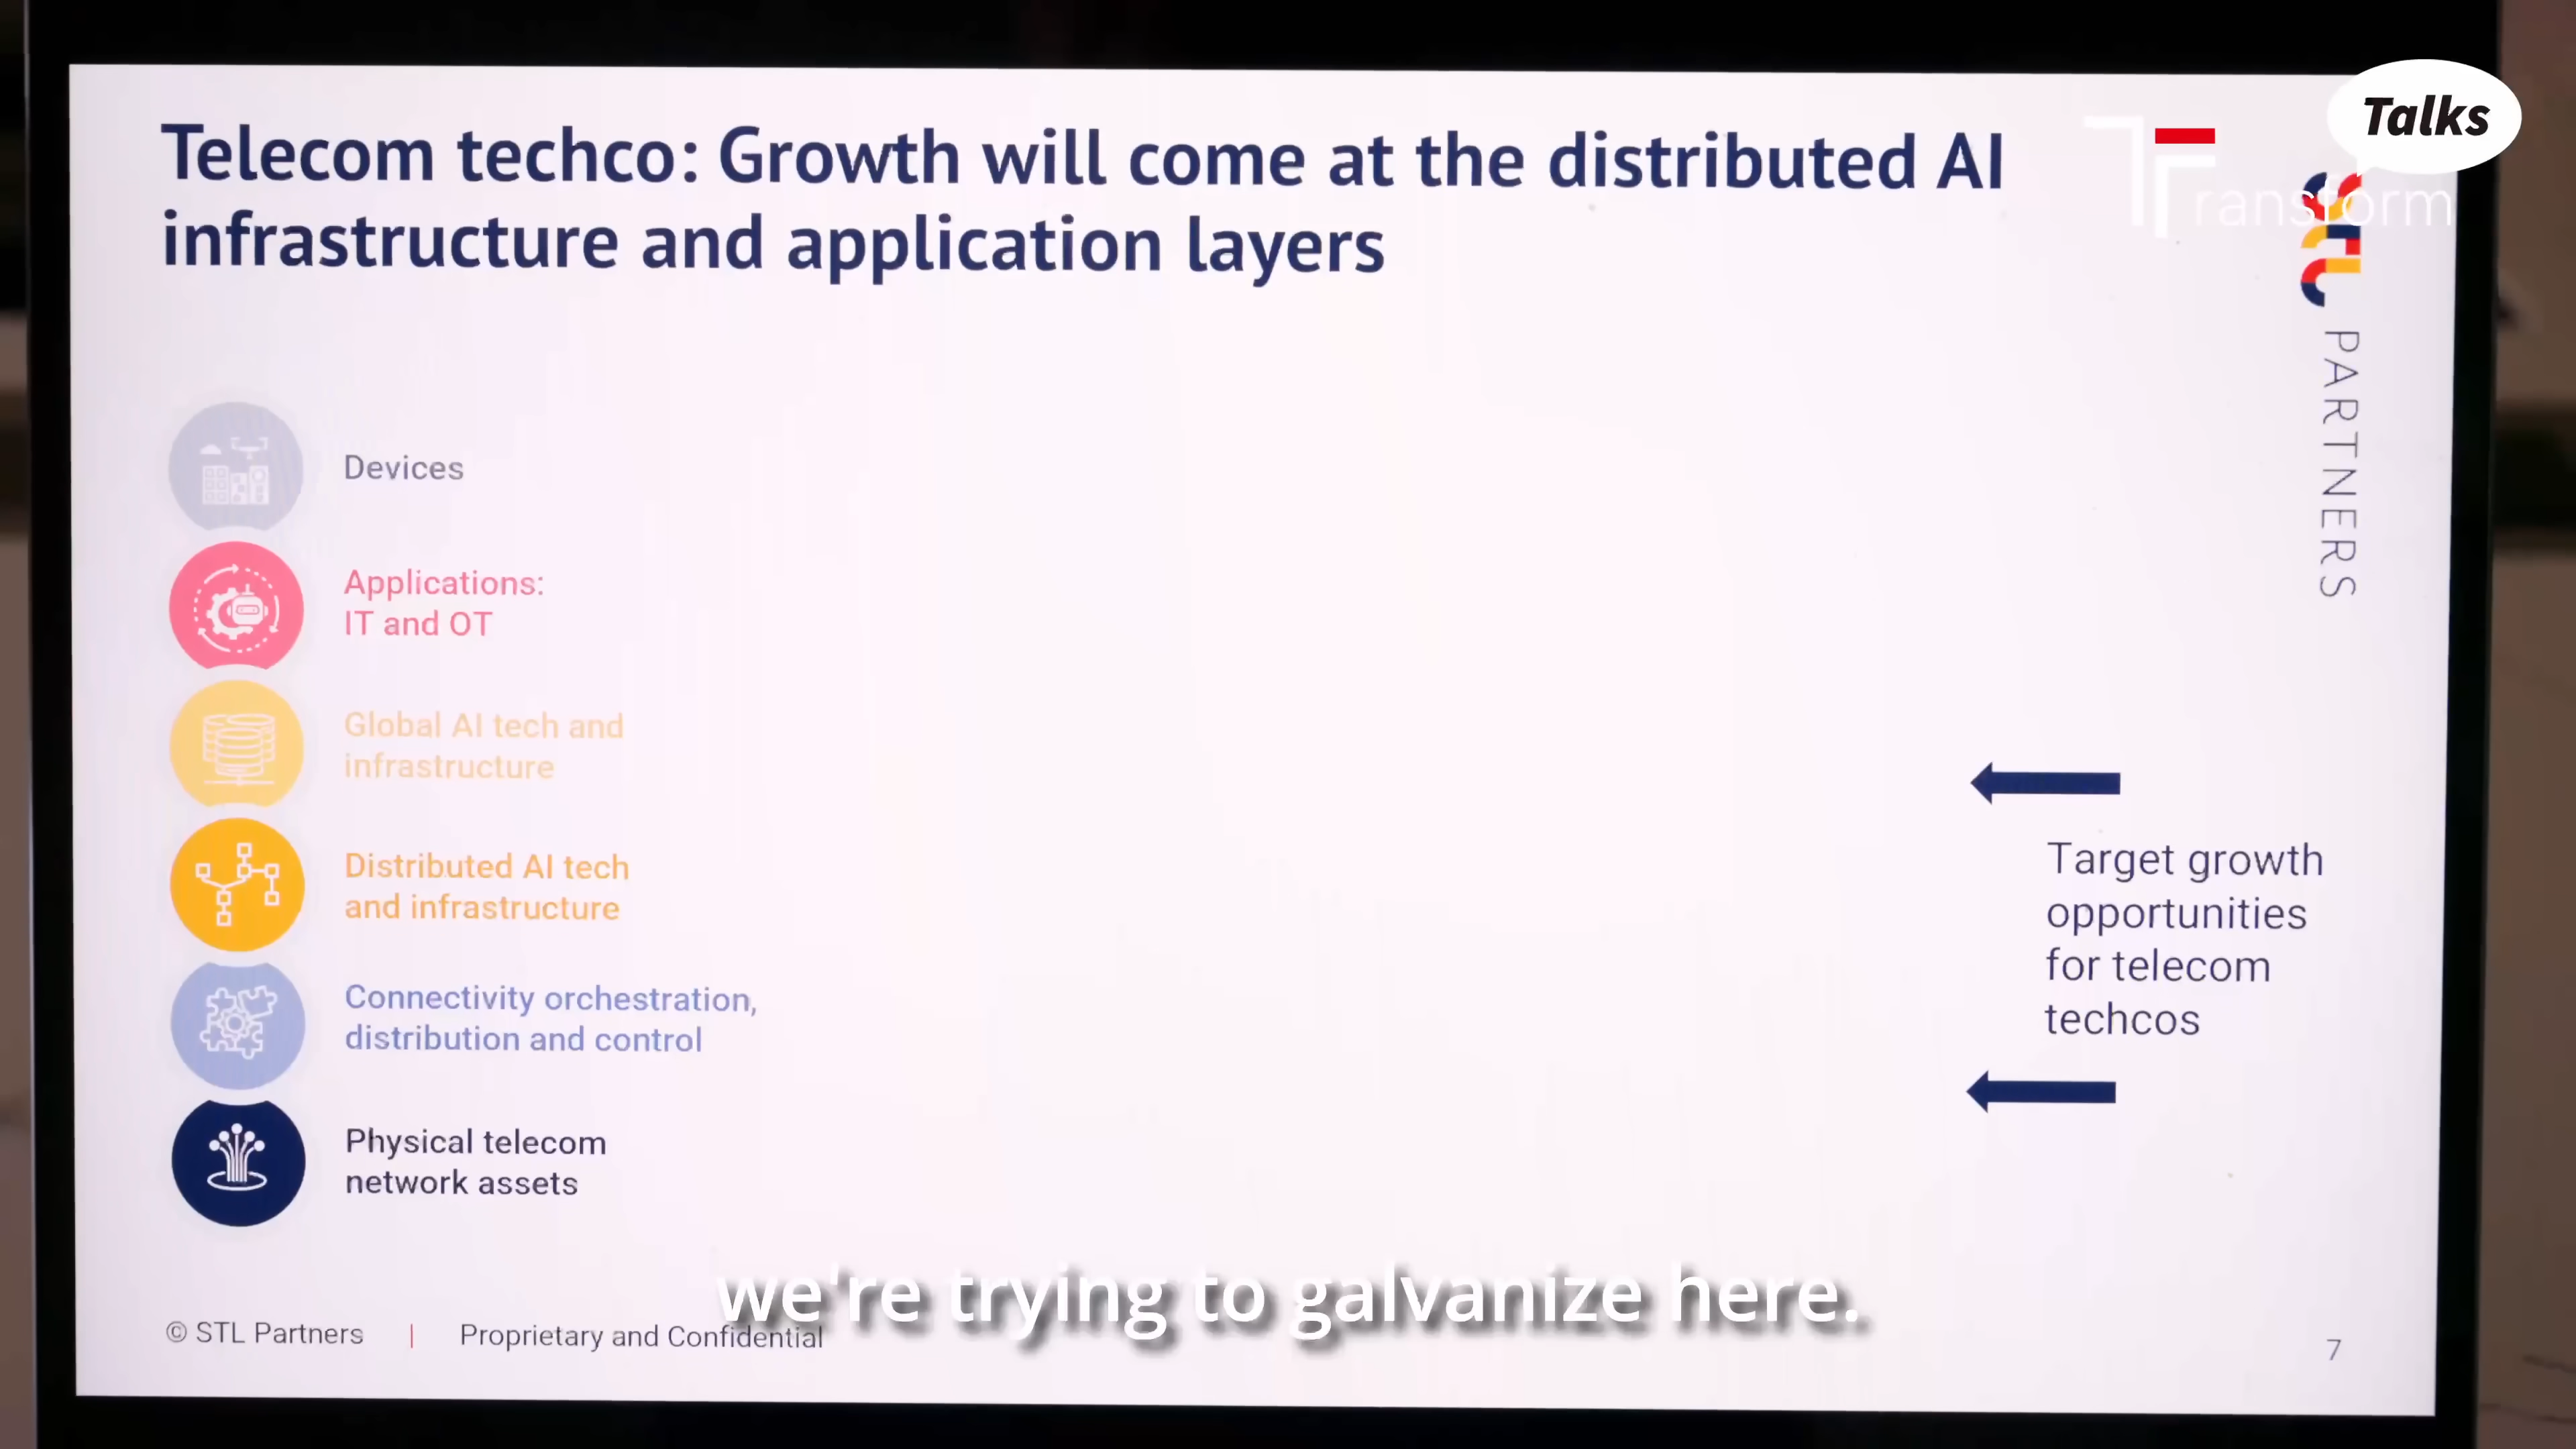 Talks
Transform
Telecom techco: Growth will come at the distributed AI
infrastructure and application layers
STL
PARTNERS
Devices
Applications:
IT and OT
Global AI tech and
infrastructure
Distributed AI tech
and infrastructure
Connectivity orchestration,
distribution and control
Physical telecom
network assets
Target growth
opportunities
for telecom
techcos
we're trying to galvanize here.
© STL Partners | Proprietary and Confidential
7